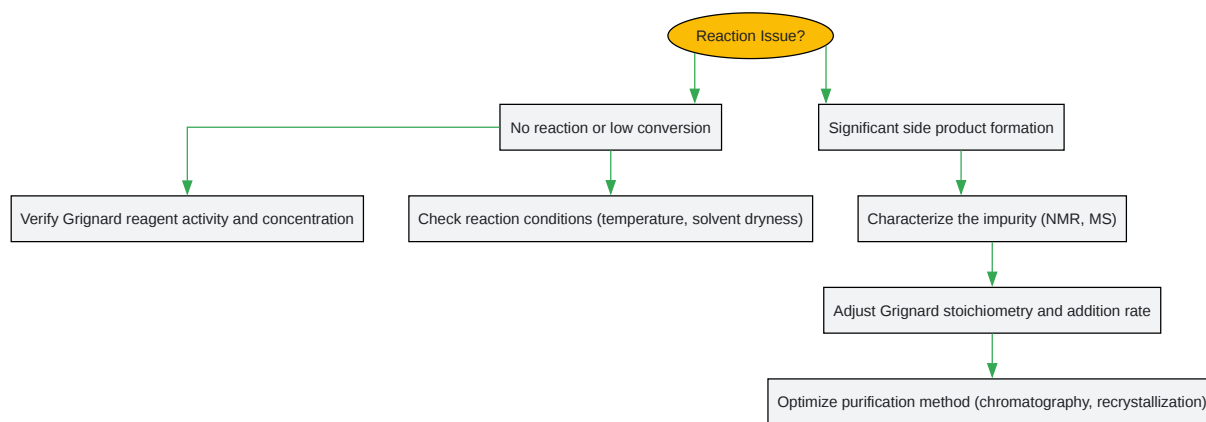 Reaction Issue?
No reaction or low conversion
Significant side product formation
Verify Grignard reagent activity and concentration
Check reaction conditions (temperature, solvent dryness)
Characterize the impurity (NMR, MS)
Adjust Grignard stoichiometry and addition rate
Optimize purification method (chromatography, recrystallization)